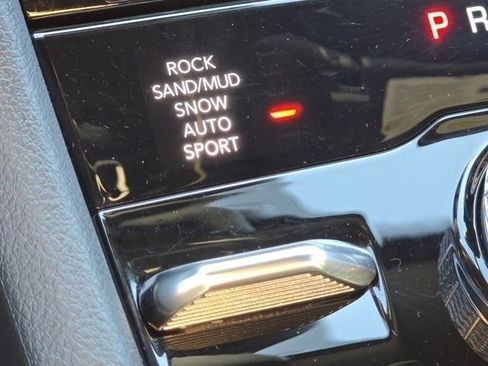 P R
ROCK
SAND/MUD
SNOW
AUTO
SPORT